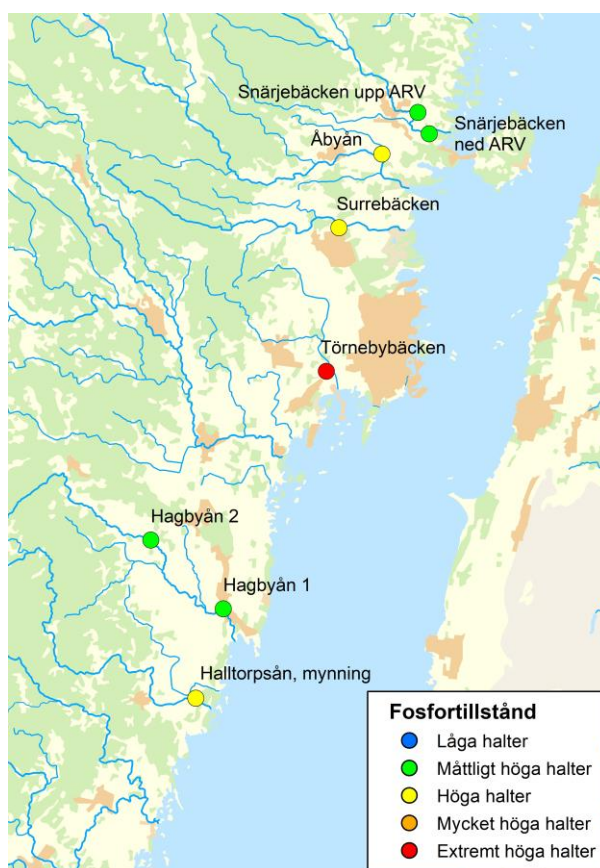 Snärjebäcken upp ARV
Snärjebäcken
ned ARV
Åbyån
Surrebäcken
Törnebybäcken
Hagbyån 2
Hagbyån 1
Halltorpsån, mynning
Fosfortillstånd
Låga halter
Måttligt höga halter
Höga halter
Mycket höga halter
Extremt höga halter